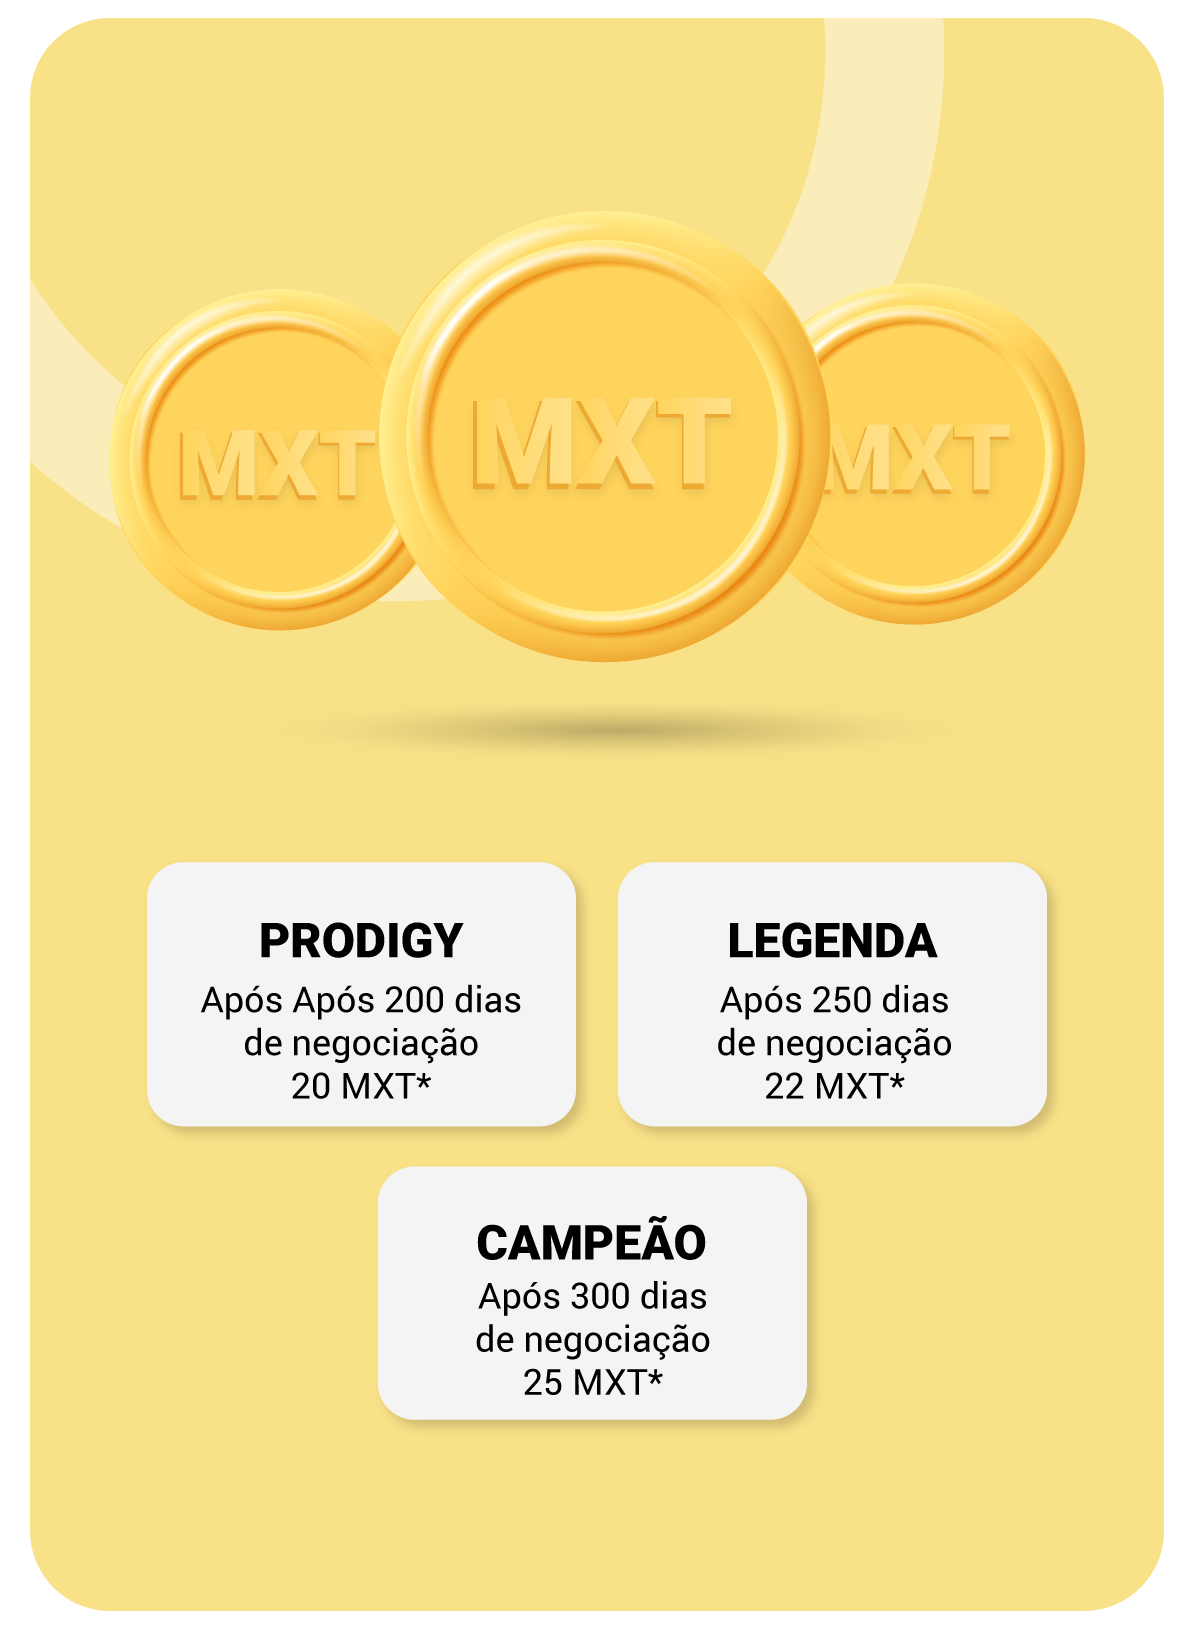 MXT
MXT
MXT
PRODIGY
Após Após 200 dias
de negociação
20 MXT*
LEGENDA
Após 250 dias
de negociação
22 MXT*
CAMPEÃO
Após 300 dias
de negociação
25 MXT*